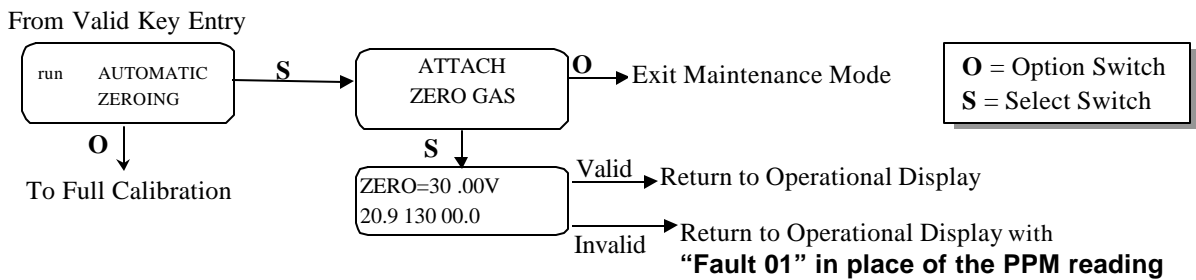 From Valid Key Entry
run AUTOMATIC
ZEROING
S
ATTACH
ZERO GAS
O
Exit Maintenance Mode
O = Option Switch
S = Select Switch
O
To Full Calibration
S
ZERO=30 .00V
20.9 130 00.0
Valid
Return to Operational Display
Invalid
Return to Operational Display with
“Fault 01” in place of the PPM reading